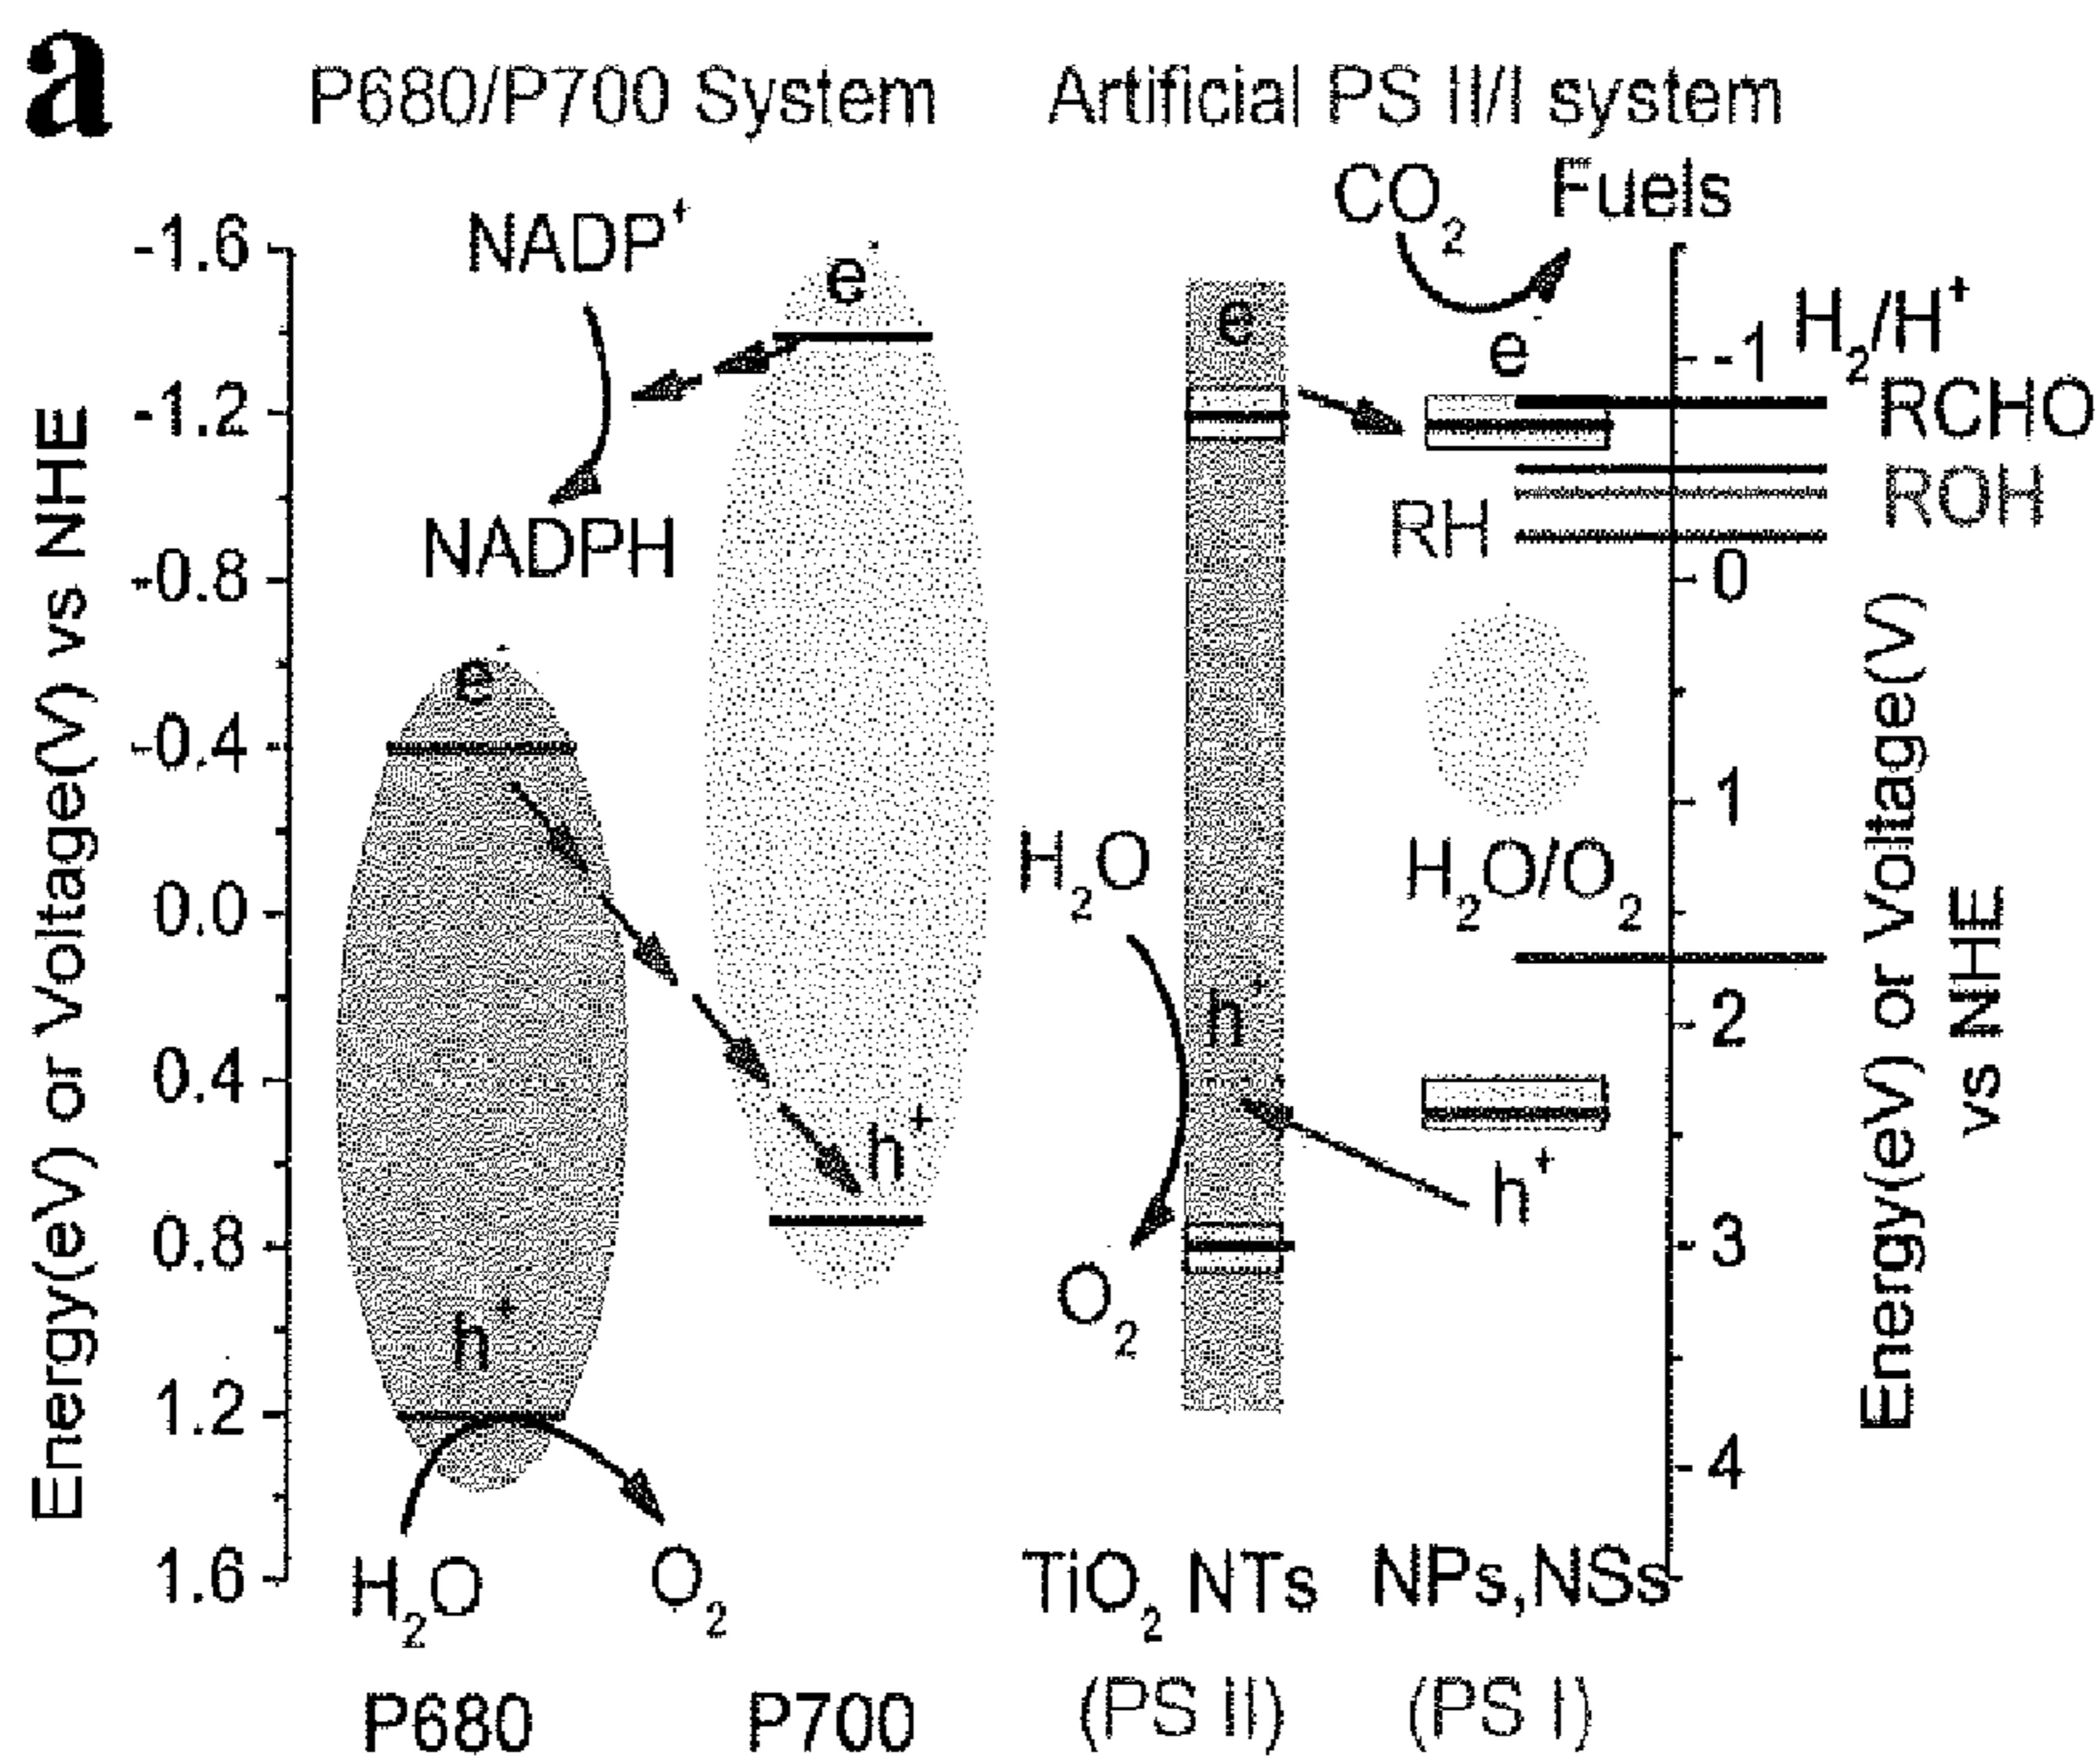 a
P680/P700 System
Artificial PS II/I system
CO2 Fuels
NADP+
e-
-1.6
-1.2
-0.8
-0.4
0.0
0.4
0.8
1.2
1.6
Energy(eV) or Voltage(V) vs NHE
NADPH
e-
h+
h+
H2O
O2
P680
P700
e-
e-
H2O
h+
O2
h+
H2/H+
RCHO
ROH
RH
H2O/O2
-1
0
1
2
3
4
Energy(eV) or Voltage(V)
vs NHE
TiO2 NTs
(PS II)
NPs,NSs
(PS I)